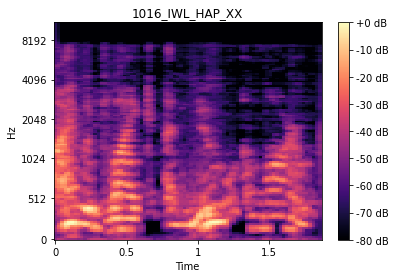 1016_IWL_HAP_XX
+0 dB
8192
-10 dB
4096
-20 dB
-30 dB
2048
Hz
-40 dB
1024
-50 dB
512
-60 dB
-70 dB
0
-80 dB
0
0.5
1
1.5
Time